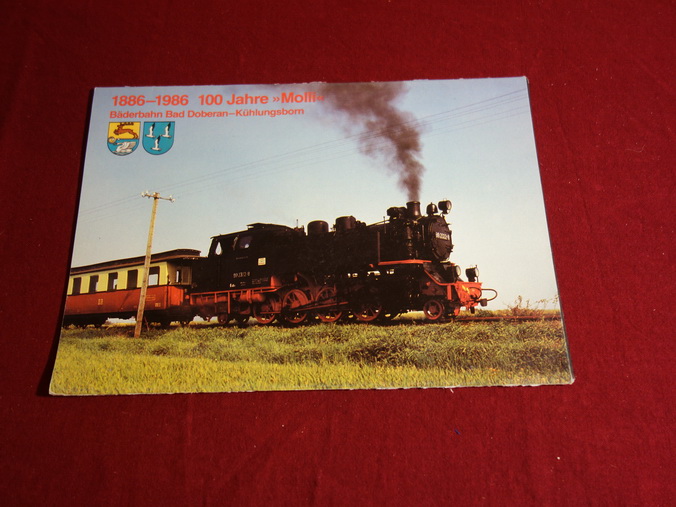 1886–1986 100 Jahre »Molli«
Bäderbahn Bad Doberan–Kühlungsborn